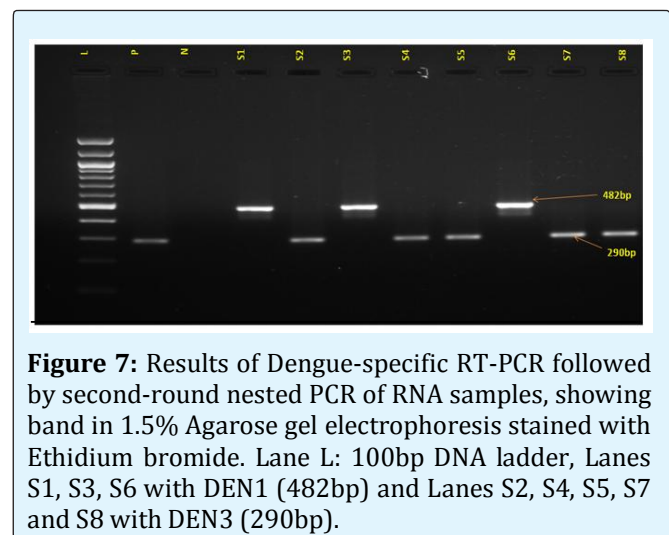 L P N S1 S2 S3 S4 S5 S6 S7 S8
482bp
290bp
Figure 7: Results of Dengue-specific RT-PCR followed
by second-round nested PCR of RNA samples, showing
band in 1.5% Agarose gel electrophoresis stained with
Ethidium bromide. Lane L: 100bp DNA ladder, Lanes
S1, S3, S6 with DEN1 (482bp) and Lanes S2, S4, S5, S7
and S8 with DEN3 (290bp).